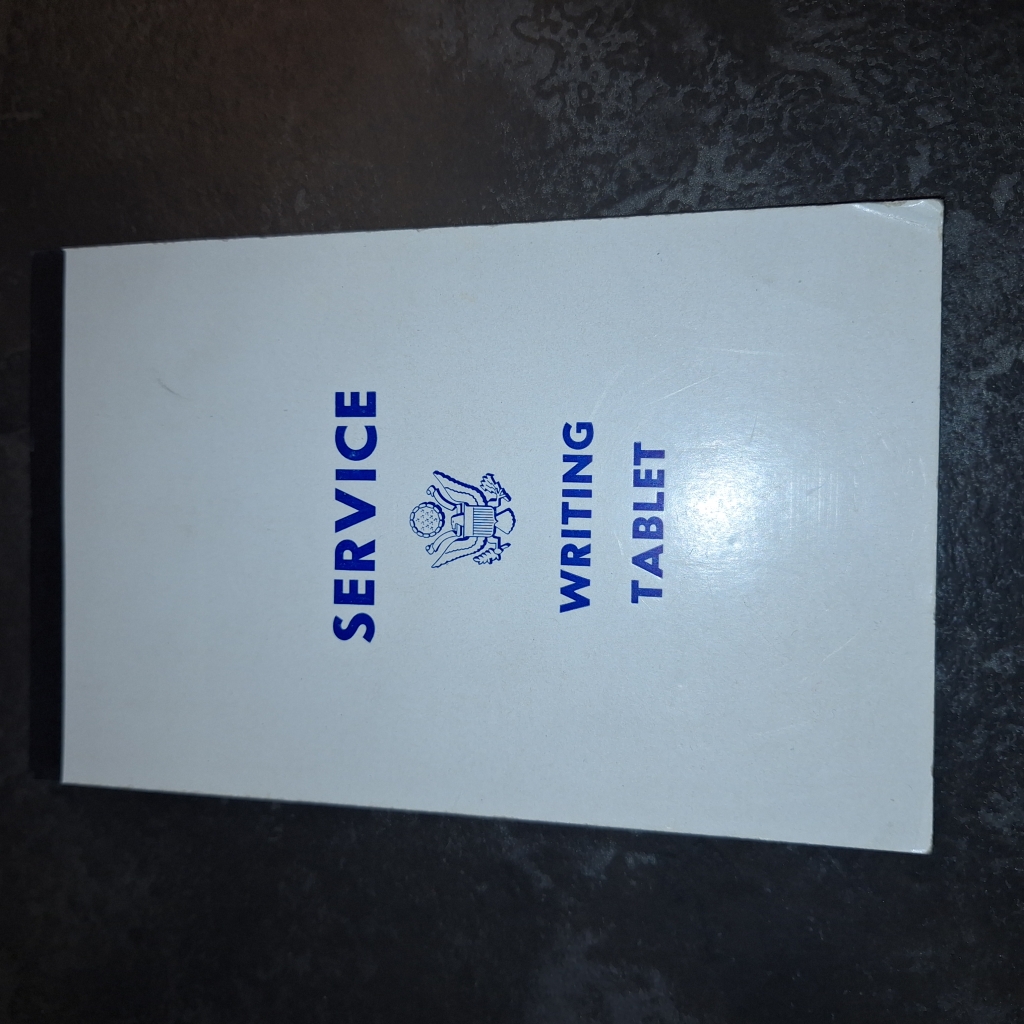 SERVICE
WRITING
TABLET